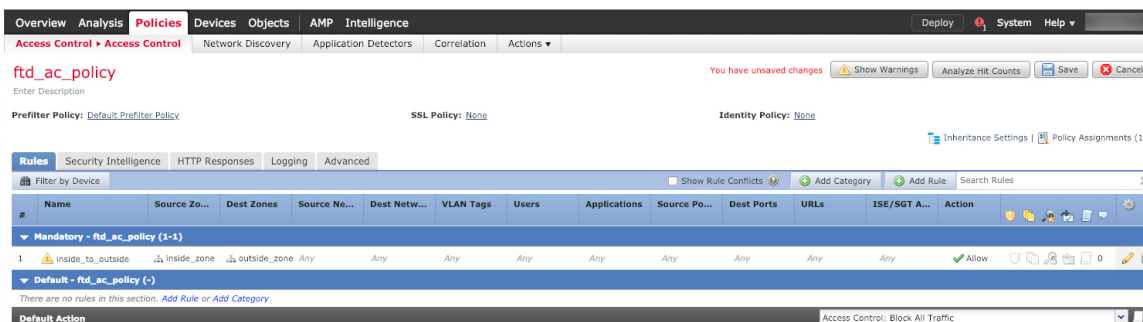 Overview Analysis Policies Devices Objects AMP Intelligence Deploy 1 System Help
Access Control Access Control Network Discovery Application Detectors Correlation Actions
ftd_ac_policy You have unsaved changes Show Warnings Analyze Hit Counts Save Cancel
Enter Description
Prefilter Policy: Default Prefilter Policy SSL Policy: None Identity Policy: None
Inheritance Settings | Policy Assignments (1
Rules Security Intelligence HTTP Responses Logging Advanced
Filter by Device Show Rule Conflicts Add Category Add Rule Search Rules
# Name Source Zo... Dest Zones Source Ne... Dest Netw... VLAN Tags Users Applications Source Po... Dest Ports URLs ISE/SGT A... Action
Mandatory - ftd_ac_policy (1-1)
1 inside_to_outside inside_zone outside_zone Any Any Any Any Any Any Any Any Any Allow 0
Default - ftd_ac_policy (-)
There are no rules in this section. Add Rule or Add Category
Default Action Access Control: Block All Traffic